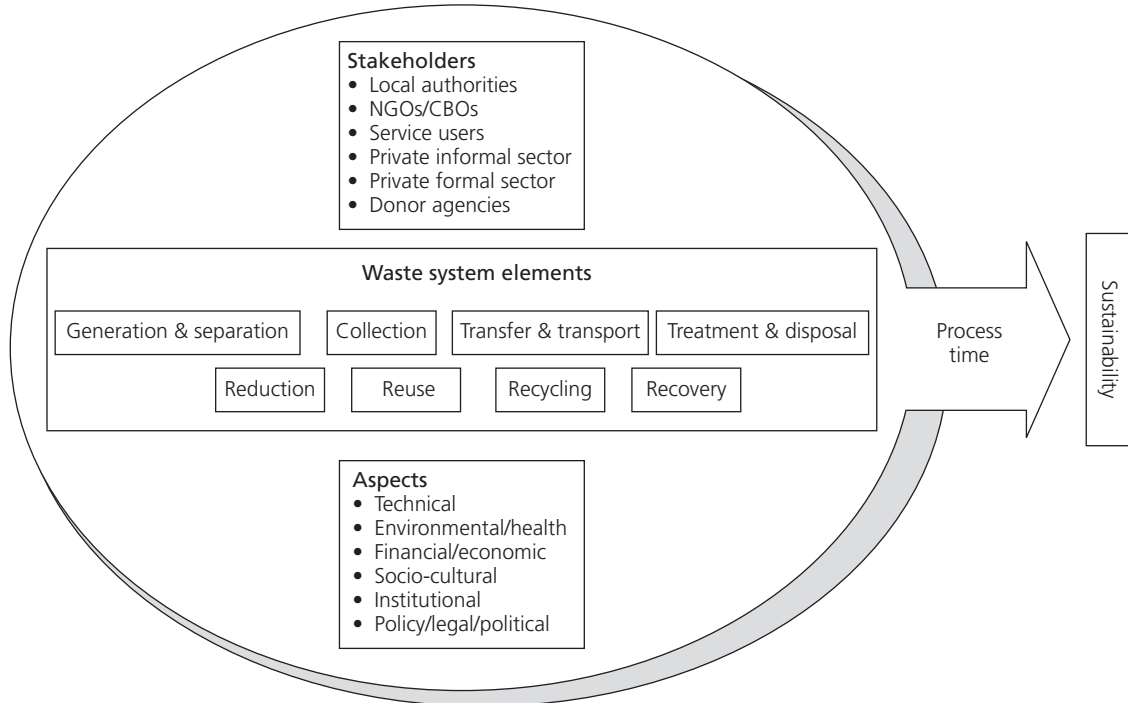 Stakeholders
• Local authorities
• NGOs/CBOs
• Service users
• Private informal sector
• Private formal sector
• Donor agencies
Waste system elements
Generation & separation
Collection
Transfer & transport
Treatment & disposal
Reduction
Reuse
Recycling
Recovery
Process
time
Sustainability
Aspects
• Technical
• Environmental/health
• Financial/economic
• Socio-cultural
• Institutional
• Policy/legal/political